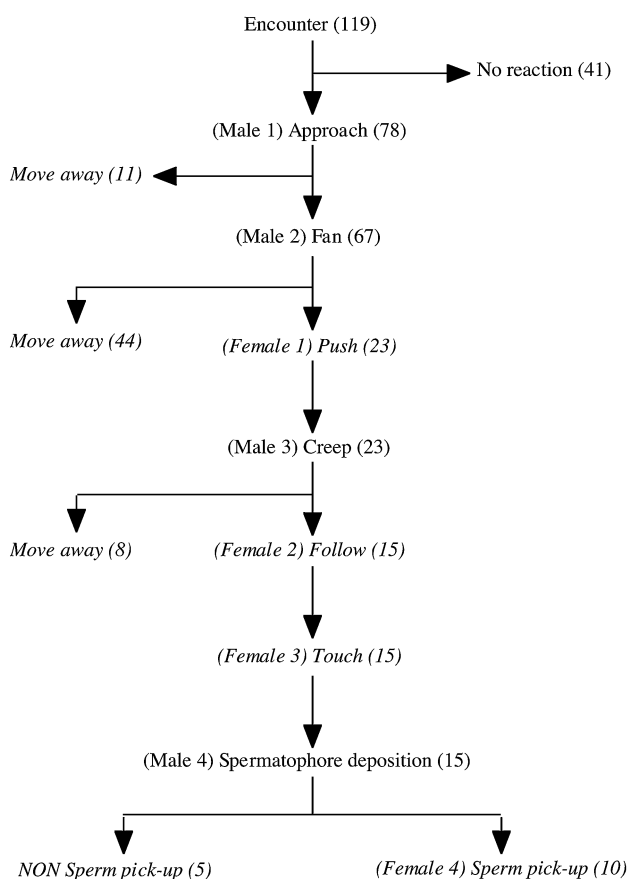 Encounter (119)
No reaction (41)
(Male 1) Approach (78)
Move away (11)
(Male 2) Fan (67)
Move away (44)
(Female 1) Push (23)
(Male 3) Creep (23)
Move away (8)
(Female 2) Follow (15)
(Female 3) Touch (15)
(Male 4) Spermatophore deposition (15)
NON Sperm pick-up (5)
(Female 4) Sperm pick-up (10)